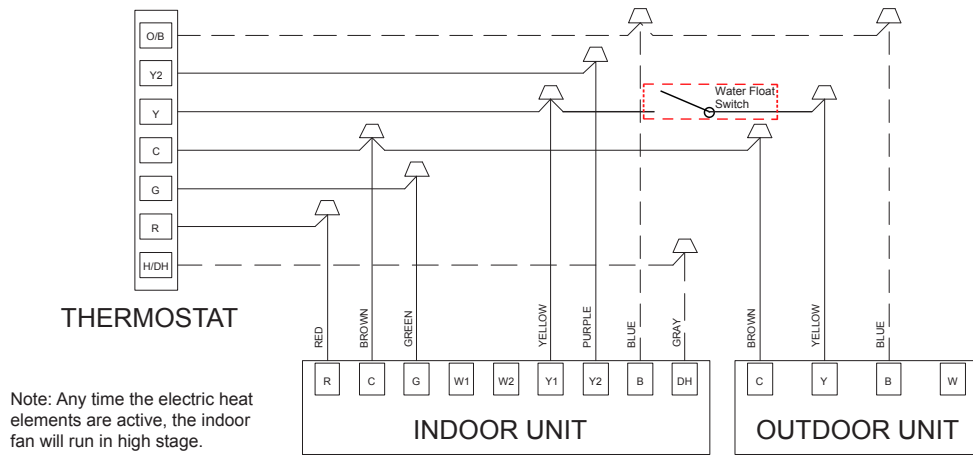 O/B
Y2
Y
C
G
R
H/DH
THERMOSTAT
Water Float
Switch
RED
BROWN
GREEN
YELLOW
PURPLE
BLUE
GRAY
BROWN
YELLOW
BLUE
R C G W1 W2 Y1 Y2 B DH
INDOOR UNIT
C Y B W
OUTDOOR UNIT
Note: Any time the electric heat
elements are active, the indoor
fan will run in high stage.